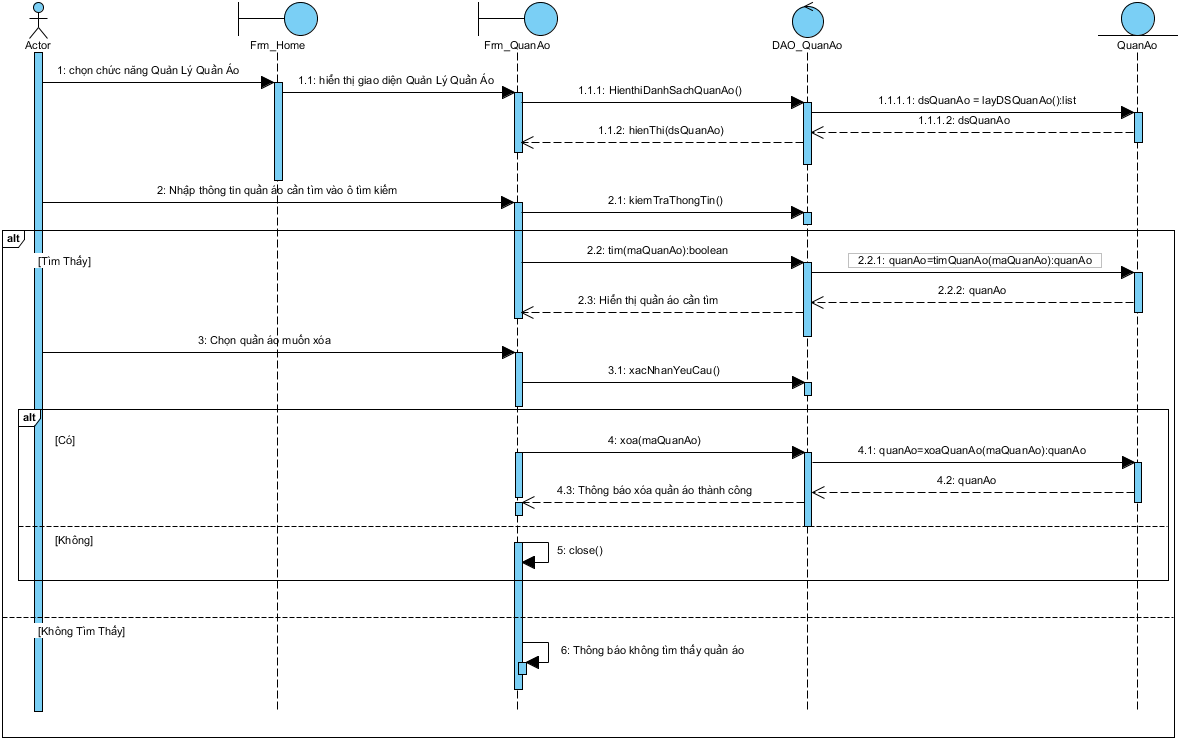 Actor
Frm_Home
Frm_QuanAo
DAO_QuanAo
QuanAo
1: chọn chức năng Quản Lý Quần Áo
1.1: hiển thị giao diện Quản Lý Quần Áo
1.1.1: HienthiDanhSachQuanAo()
1.1.1.1: dsQuanAo = layDSQuanAo():list
1.1.1.2: dsQuanAo
1.1.2: hienThi(dsQuanAo)
2: Nhập thông tin quần áo cần tìm vào ô tìm kiếm
2.1: kiemTraThongTin()
alt
[Tìm Thấy]
2.2: tim(maQuanAo):boolean
2.2.1: quanAo=timQuanAo(maQuanAo):quanAo
2.2.2: quanAo
2.3: Hiển thị quần áo cần tìm
3: Chọn quần áo muốn xóa
3.1: xacNhanYeuCau()
alt
[Có]
4: xoa(maQuanAo)
4.1: quanAo=xoaQuanAo(maQuanAo):quanAo
4.2: quanAo
4.3: Thông báo xóa quần áo thành công
[Không]
5: close()
[Không Tìm Thấy]
6: Thông báo không tìm thấy quần áo